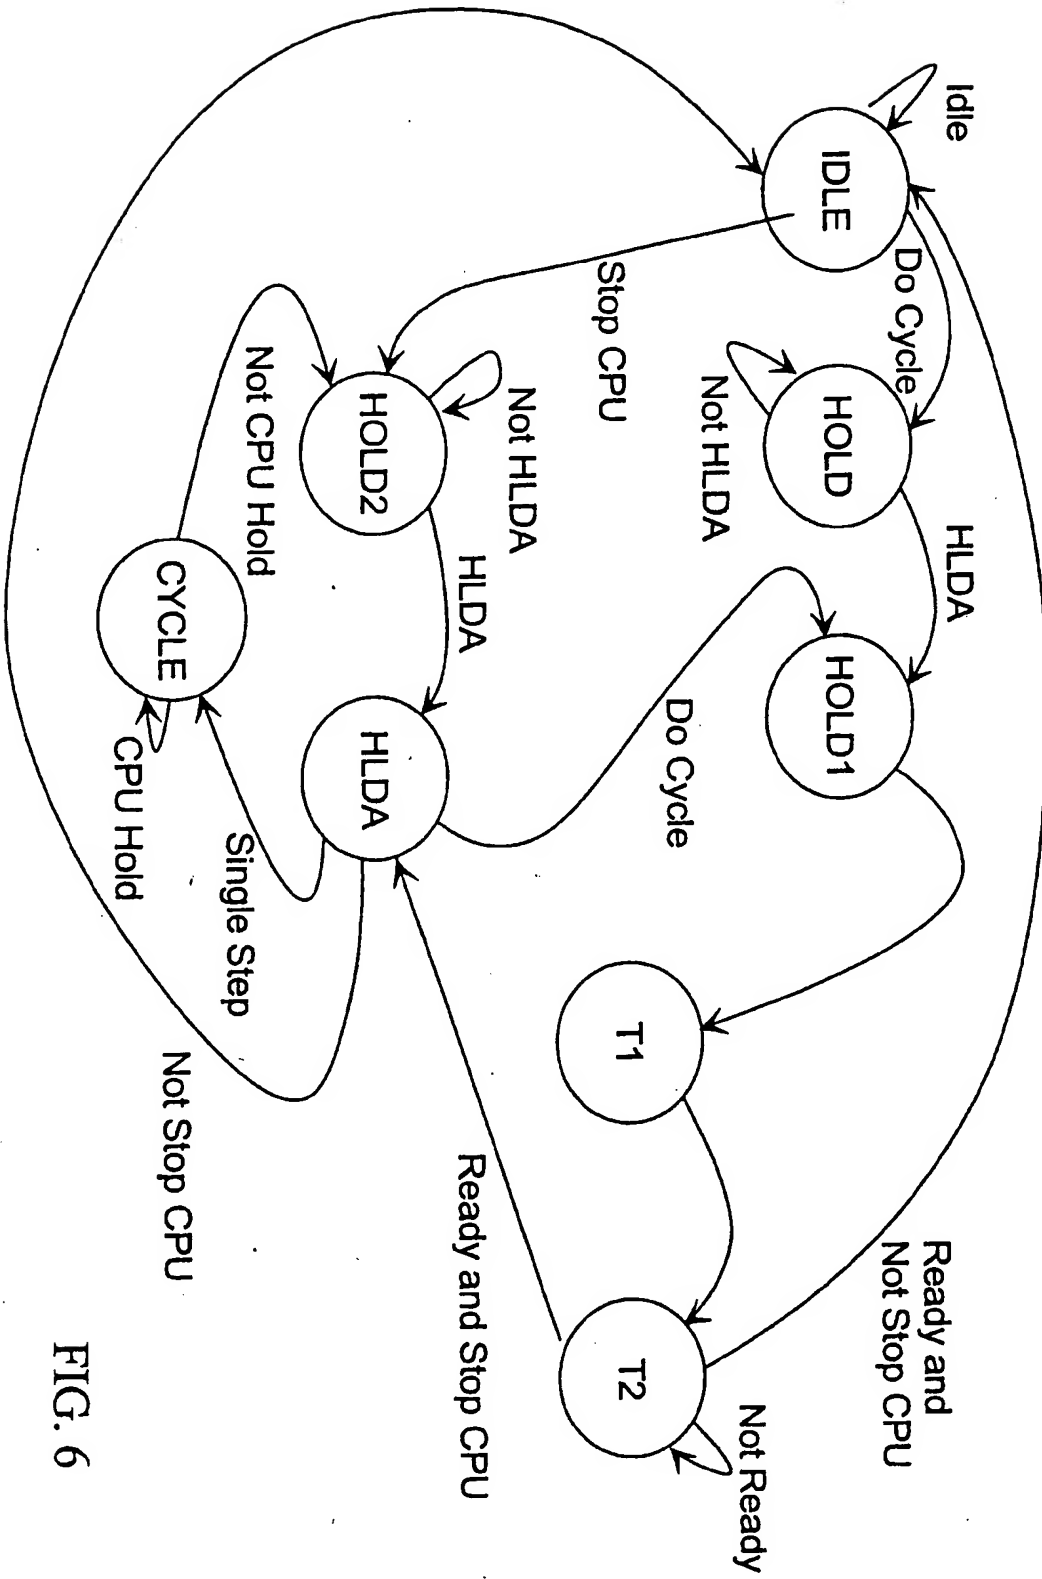 Idle
IDLE
Do Cycle
HOLD
Not HLDA
HLDA
HOLD1
Ready and
Not Stop CPU
Stop CPU
Not HLDA
HOLD2
HLDA
Do Cycle
T1
T2
Not Ready
HLDA
Not CPU Hold
CYCLE
CPU Hold
Single Step
Ready and Stop CPU
Not Stop CPU
FIG. 6